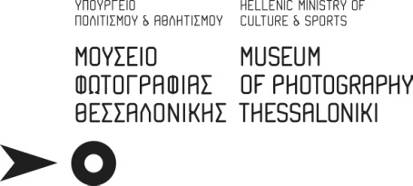 ΥΠΟΥΡΓΕΙΟ
ΠΟΛΙΤΙΣΜΟΥ & ΑΘΛΗΤΙΣΜΟΥ
ΜΟΥΣΕΙΟ
ΦΩΤΟΓΡΑΦΙΑΣ
ΘΕΣΣΑΛΟΝΙΚΗΣ
HELLENIC MINISTRY OF
CULTURE & SPORTS
MUSEUM
OF PHOTOGRAPHY
THESSALONIKI